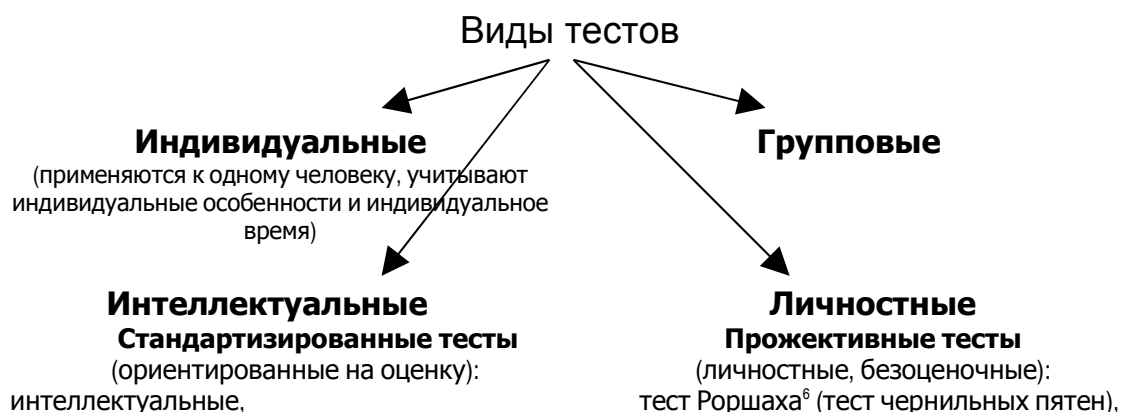 Виды тестов
Индивидуальные
(применяются к одному человеку, учитывают
индивидуальные особенности и индивидуальное
время)
Групповые
Интеллектуальные
Стандартизированные тесты
(ориентированные на оценку):
интеллектуальные,
Личностные
Прожективные тесты
(личностные, безоценочные):
тест Роршаха⁶ (тест чернильных пятен),